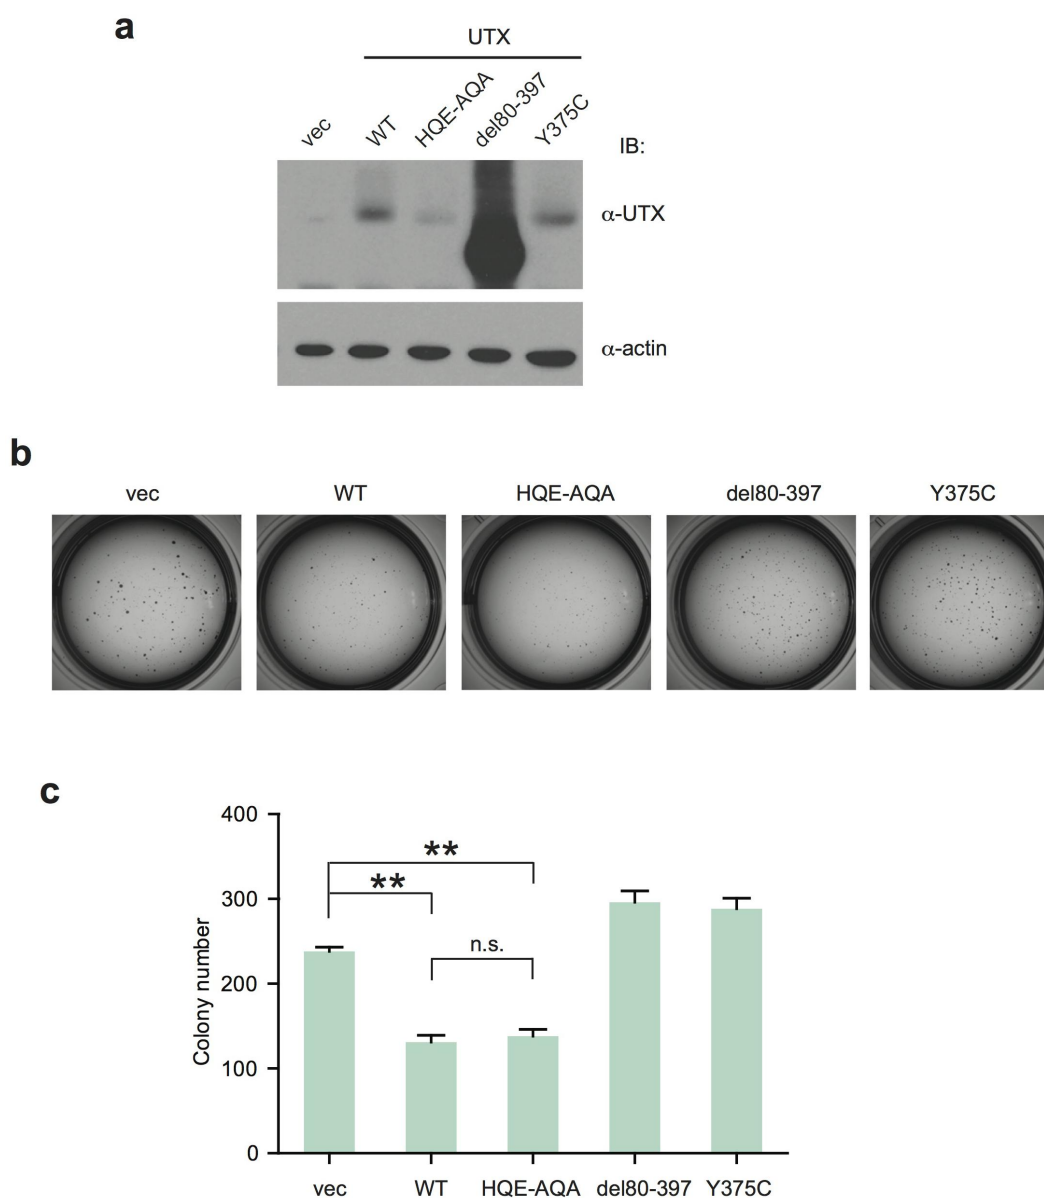 a
UTX
vec WT HQE-AQA del80-397 Y375C
IB:
α-UTX
α-actin
b
vec WT HQE-AQA del80-397 Y375C
c
400
300
200
100
0
Colony number
**
**
n.s.
vec WT HQE-AQA del80-397 Y375C